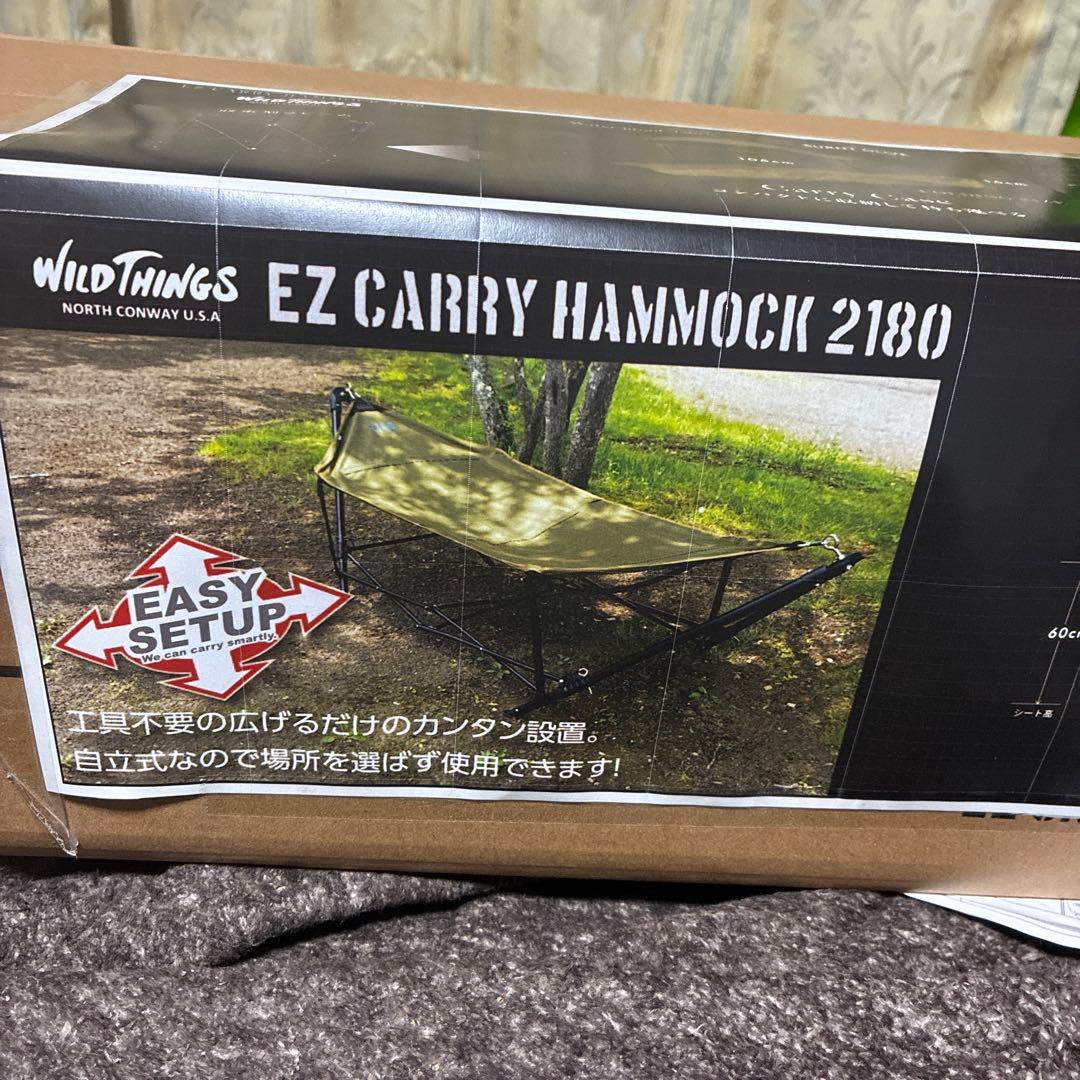 WILDTHINGS
WILDTHINGS
NORTH CONWAY U.S.A
EZ CARRY HAMMOCK 2180
EASY
SETUP
We can carry smartly.
工具不要の広げるだけのカンタン設置。
自立式なので場所を選ばず使用できます!
60cm
シート高